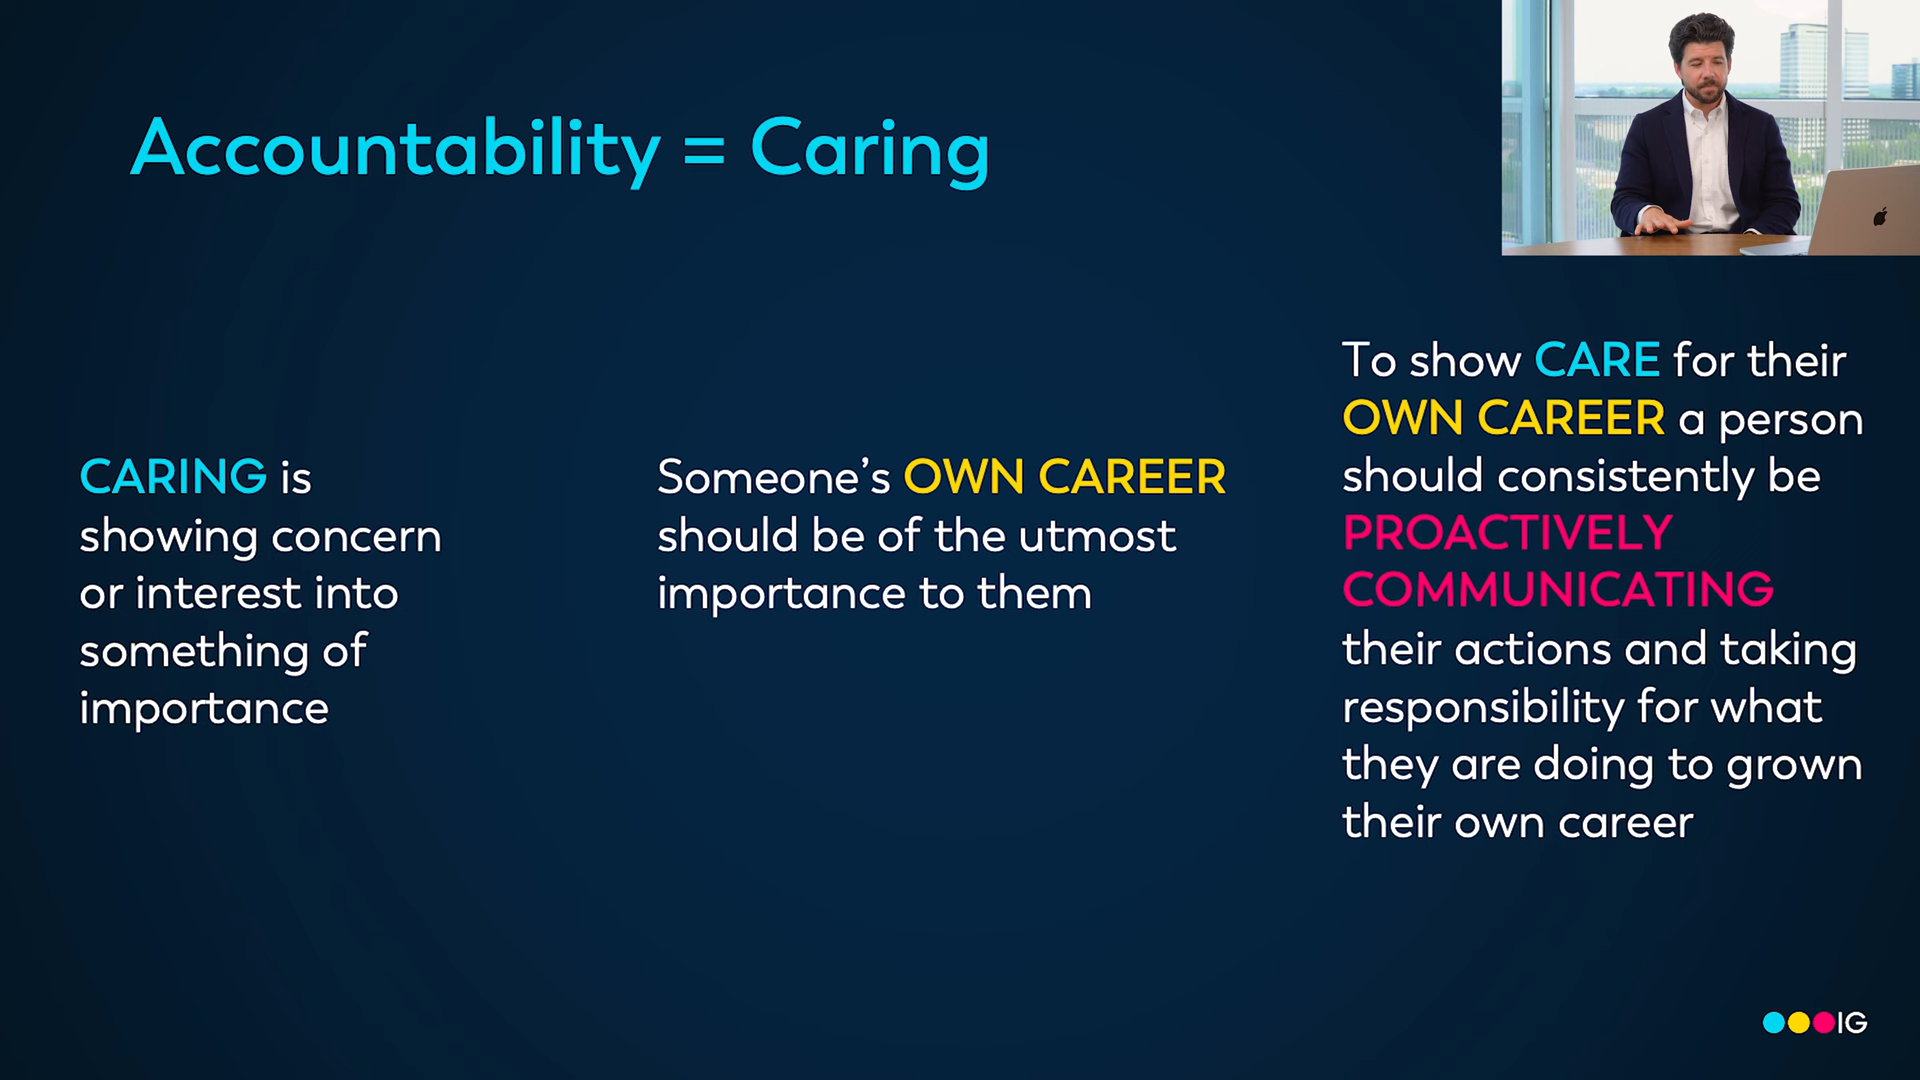 Accountability = Caring
CARING is
showing concern
or interest into
something of
importance
Someone’s OWN CAREER
should be of the utmost
importance to them
To show CARE for their
OWN CAREER a person
should consistently be
PROACTIVELY
COMMUNICATING
their actions and taking
responsibility for what
they are doing to grown
their own career
IG